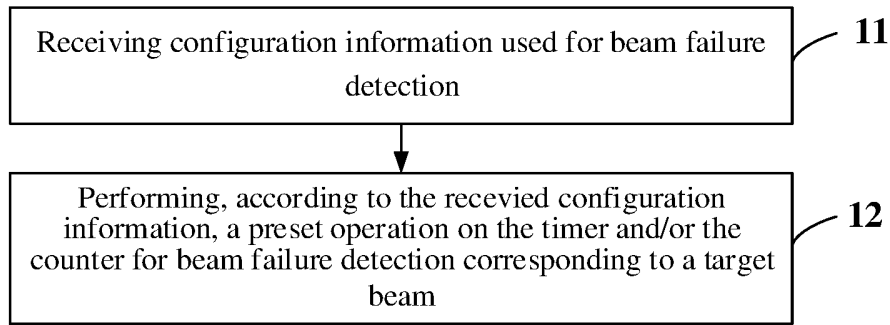 Receiving configuration information used for beam failure
detection
11
Performing, according to the recevied configuration
information, a preset operation on the timer and/or the
counter for beam failure detection corresponding to a target
beam
12